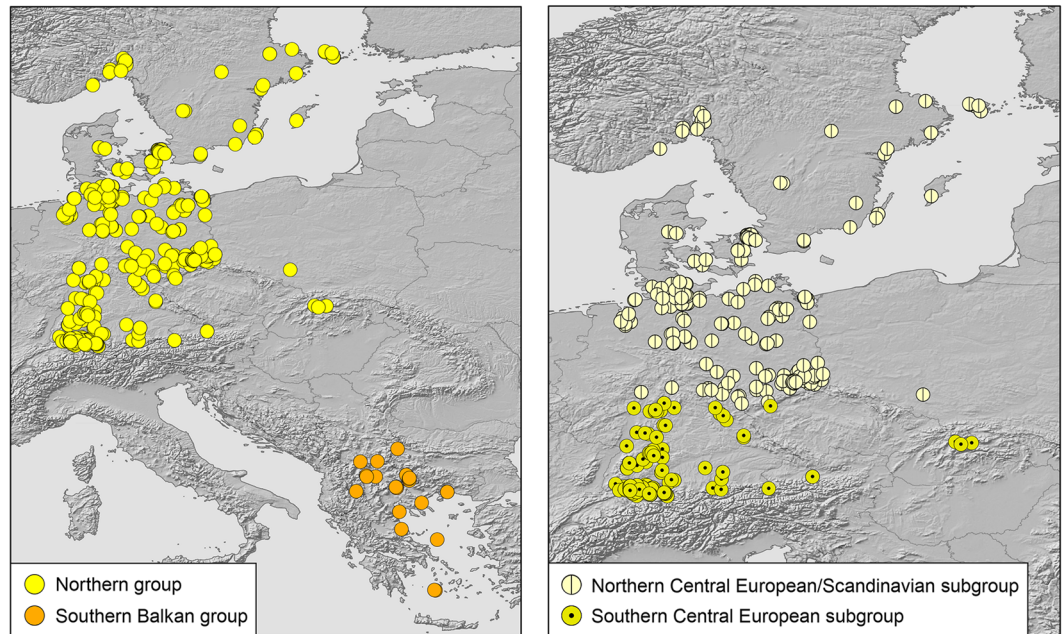 Northern group
Southern Balkan group
Northern Central European/Scandinavian subgroup
Southern Central European subgroup